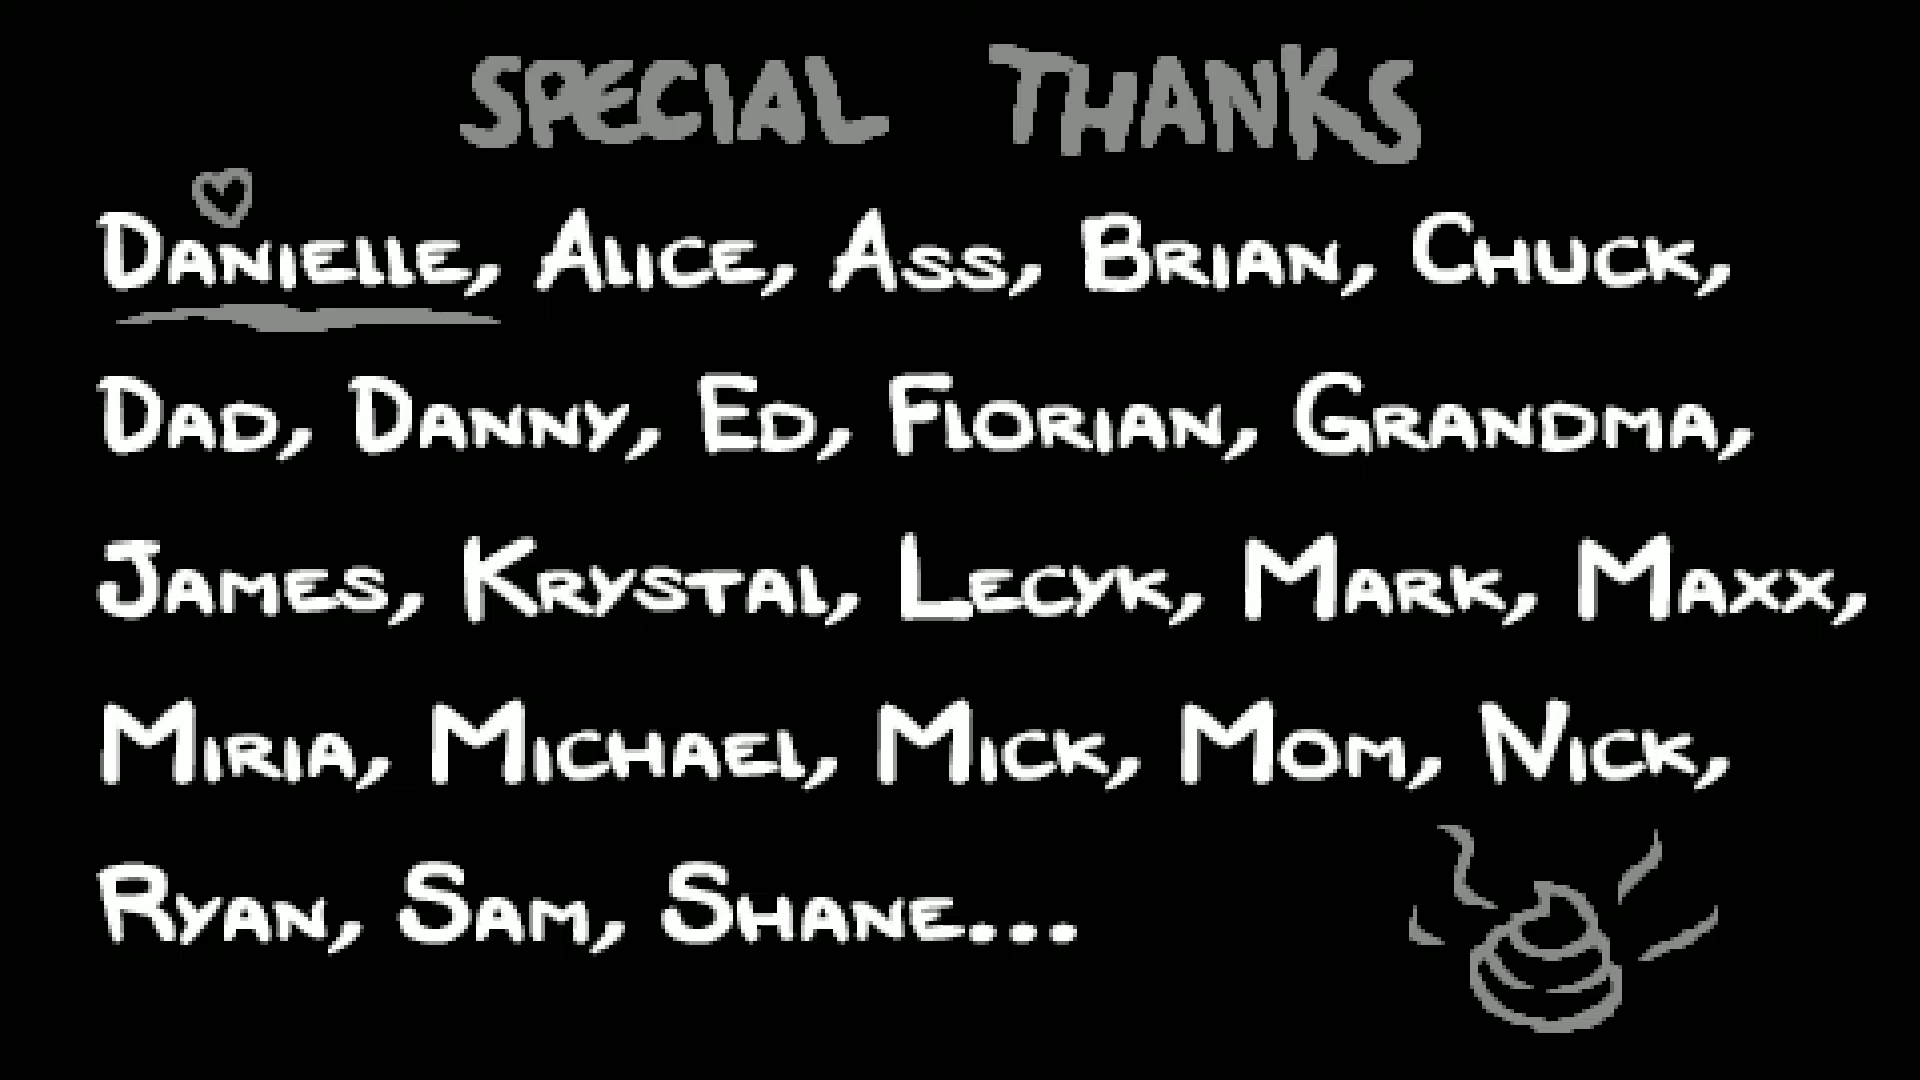 SPECIAL THANKS
DANIELLE, ALICE, ASS, BRIAN, CHUCK,
DAD, DANNY, ED, FLORIAN, GRANDMA,
JAMES, KRYSTAL, LECYK, MARK, MAXX,
MIRIA, MICHAEL, MICK, MOM, NICK,
RYAN, SAM, SHANE...